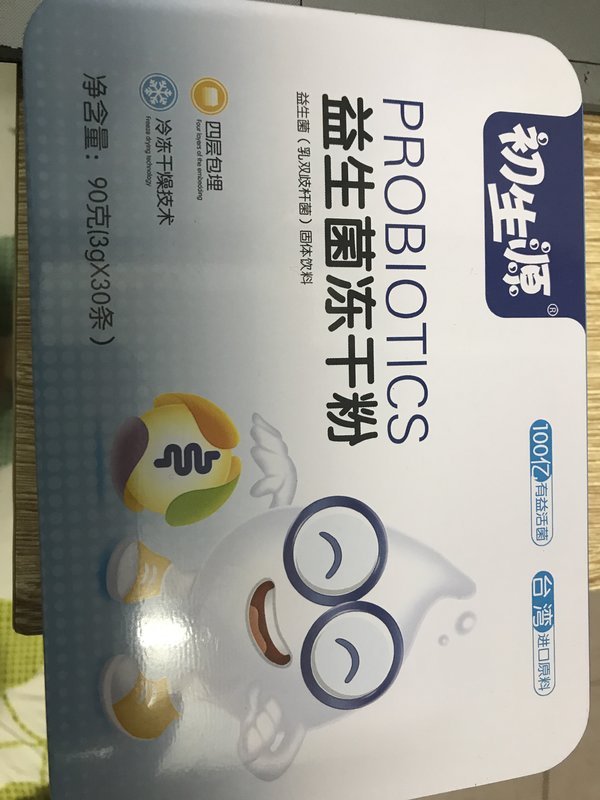 初生源®
100亿有益活菌
台湾进口原料
PROBIOTICS
益生菌冻干粉
益生菌（乳双歧杆菌）固体饮料
四层包埋
Four layers of the embedding
冷冻干燥技术
Freeze drying technology
净含量：90克(3gX30条)